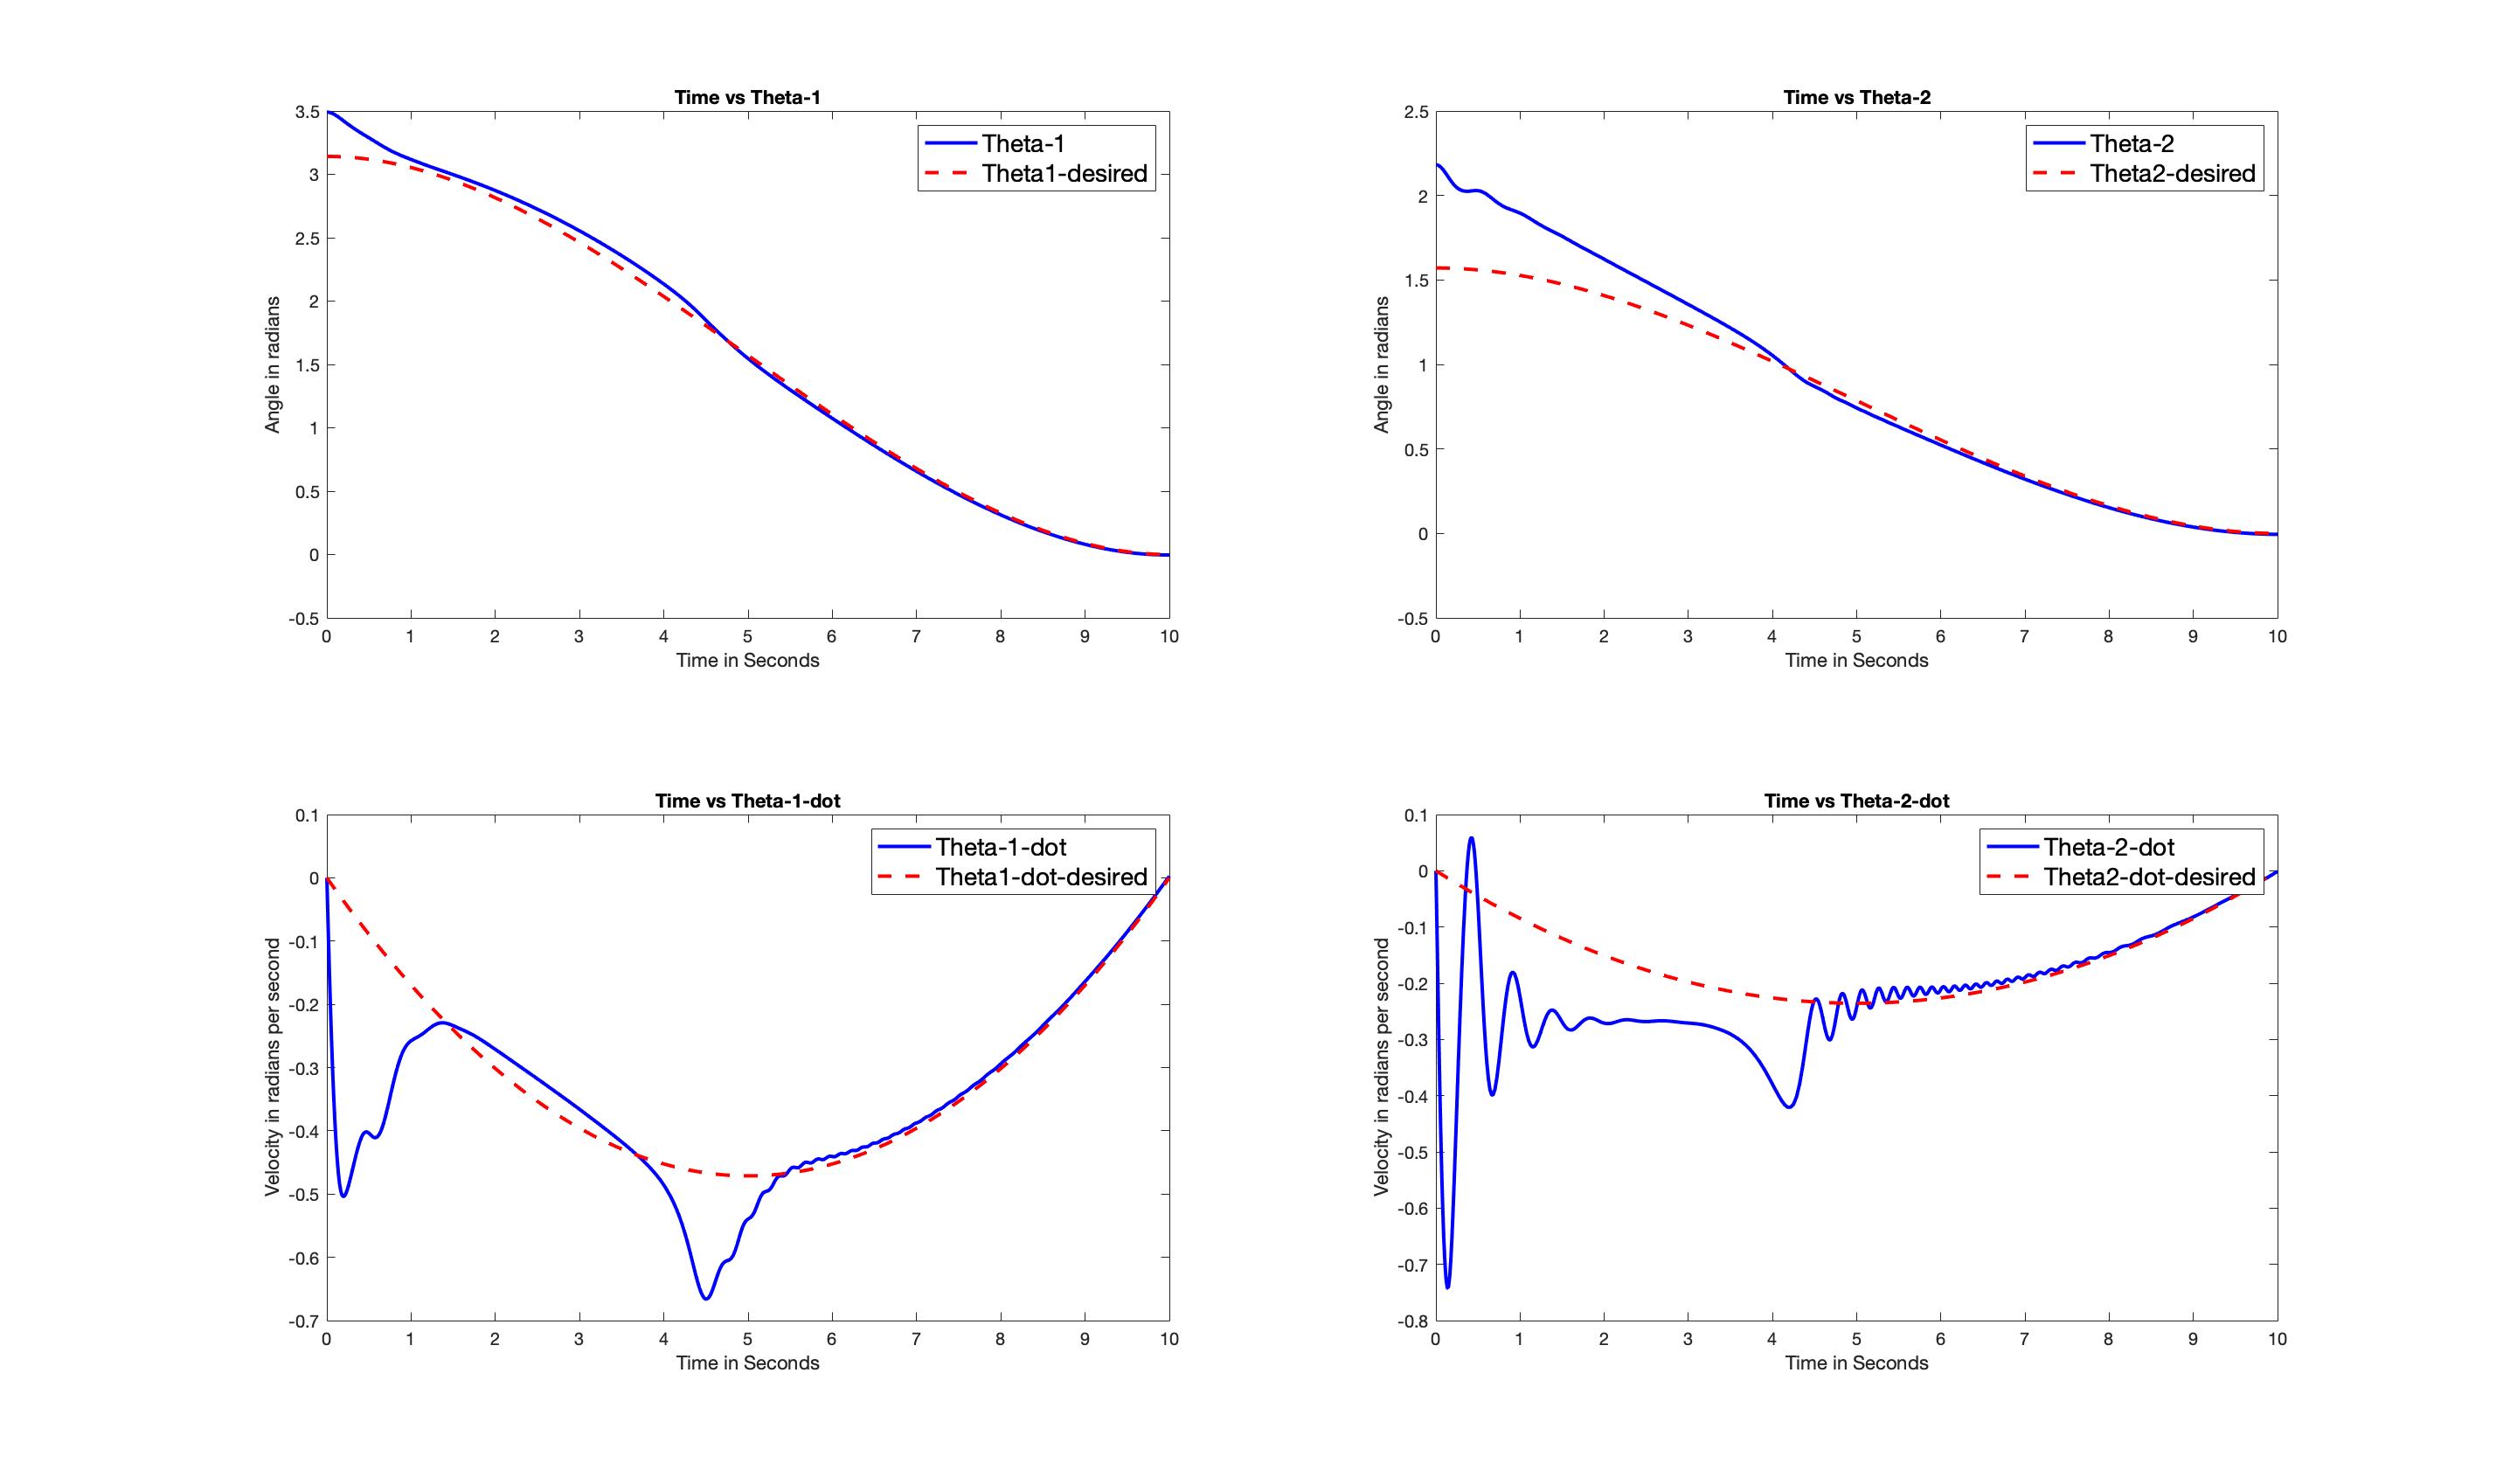 Time vs Theta-1
3.5
3
2.5
2
1.5
1
0.5
0
-0.5
Angle in radians
Theta-1
Theta1-desired
0 1 2 3 4 5 6 7 8 9 10
Time in Seconds
Time vs Theta-2
2.5
2
1.5
1
0.5
0
-0.5
Angle in radians
Theta-2
Theta2-desired
0 1 2 3 4 5 6 7 8 9 10
Time in Seconds
Time vs Theta-1-dot
0.1
0
-0.1
-0.2
-0.3
-0.4
-0.5
-0.6
-0.7
Velocity in radians per second
Theta-1-dot
Theta1-dot-desired
0 1 2 3 4 5 6 7 8 9 10
Time in Seconds
Time vs Theta-2-dot
0.1
0
-0.1
-0.2
-0.3
-0.4
-0.5
-0.6
-0.7
-0.8
Velocity in radians per second
Theta-2-dot
Theta2-dot-desired
0 1 2 3 4 5 6 7 8 9 10
Time in Seconds